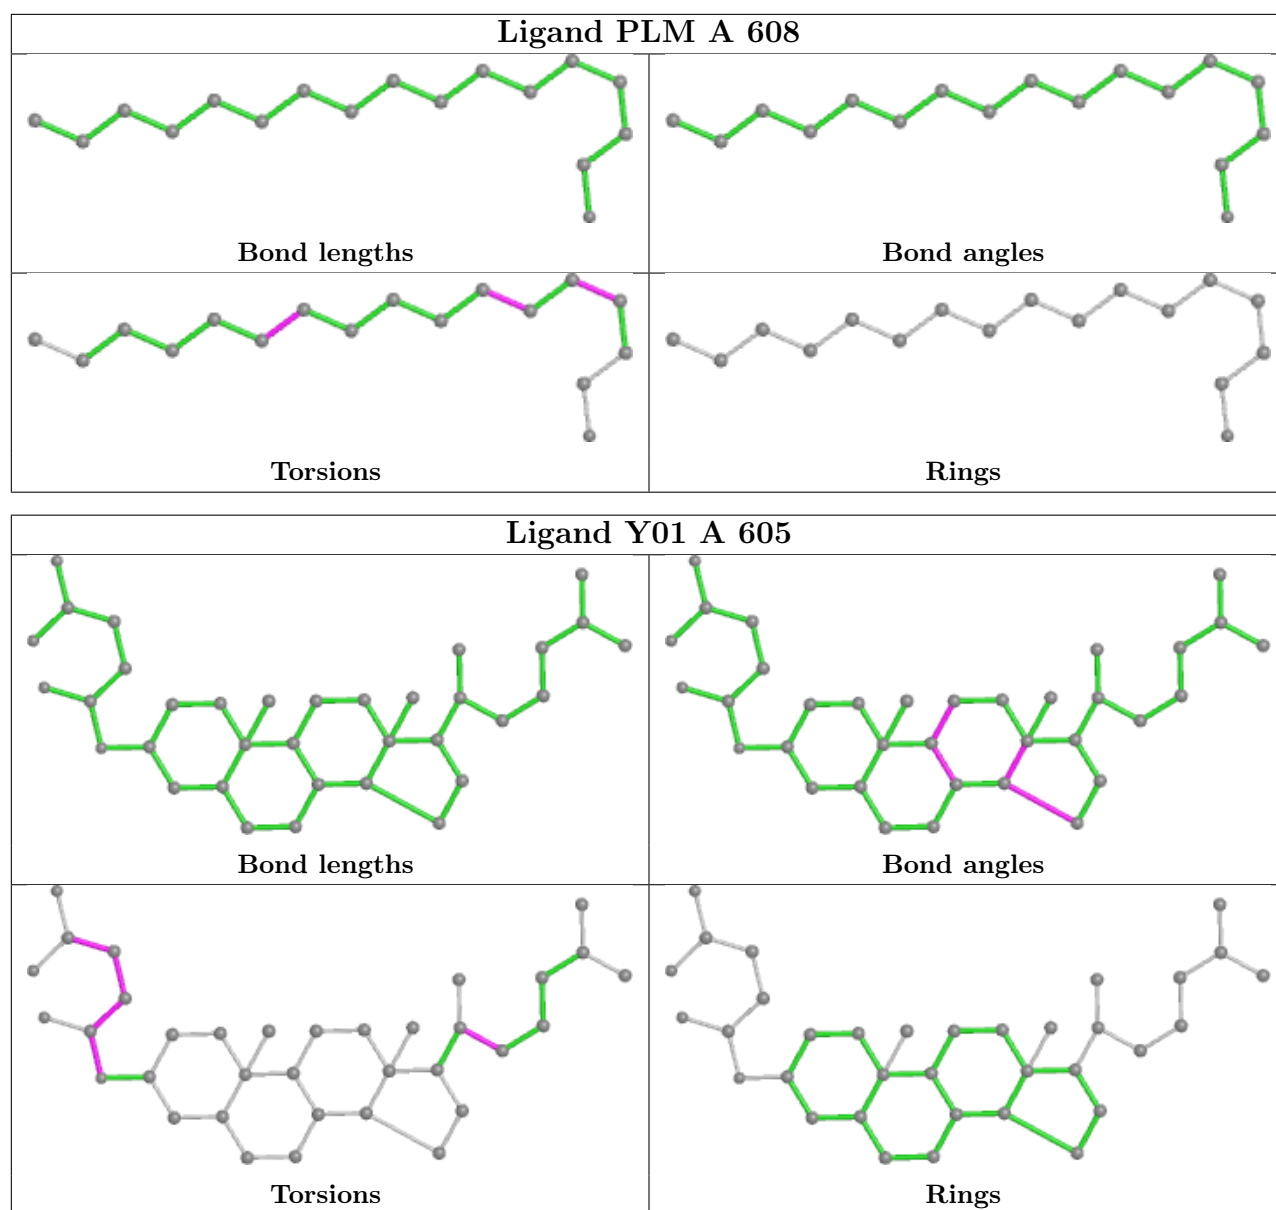 Ligand PLM A 608
Bond lengths
Bond angles
Torsions
Rings
Ligand Y01 A 605
Bond lengths
Bond angles
Torsions
Rings